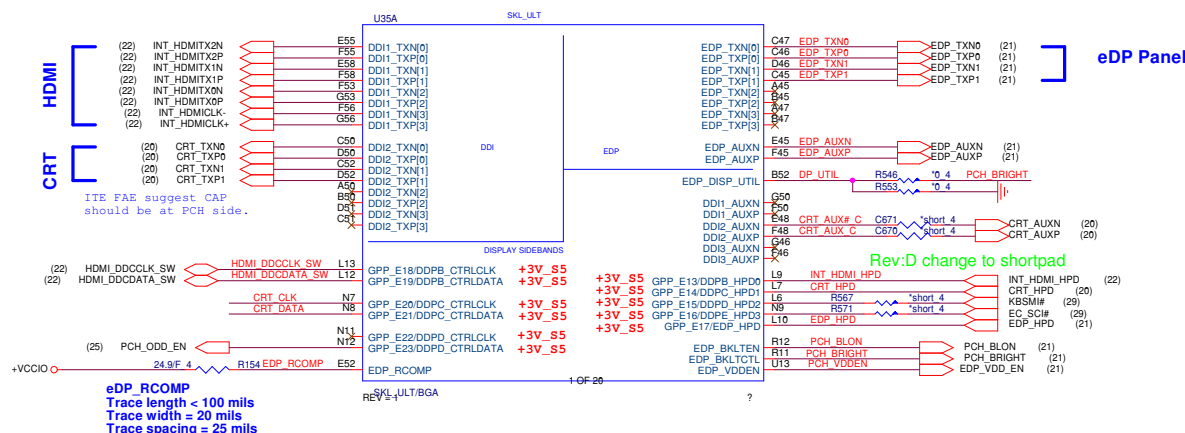 U35A
SKL_ULT
HDMI
(22) INT_HDMITX2N E55 DDI1_TXN[0]
(22) INT_HDMITX2P F55 DDI1_TXP[0]
(22) INT_HDMITX1N E58 DDI1_TXN[1]
(22) INT_HDMITX1P F58 DDI1_TXP[1]
(22) INT_HDMITX0N F53 DDI1_TXN[2]
(22) INT_HDMITX0P G53 DDI1_TXP[2]
(22) INT_HDMICLK- F56 DDI1_TXN[3]
(22) INT_HDMICLK+ G56 DDI1_TXP[3]
CRT
(20) CRT_TXN0 C50 DDI2_TXN[0]
(20) CRT_TXP0 D50 DDI2_TXP[0]
(20) CRT_TXN1 C52 DDI2_TXN[1]
(20) CRT_TXP1 D52 DDI2_TXP[1]
A50 DDI2_TXN[2]
B50 DDI2_TXP[2]
D51 DDI2_TXN[3]
C51 DDI2_TXP[3]
ITE FAE suggest CAP
should be at PCH side.
DDI
EDP
DISPLAY SIDEBANDS
EDP_TXN[0] C47 EDP_TXN0 EDP_TXN0 (21)
EDP_TXP[0] C46 EDP_TXP0 EDP_TXP0 (21)
EDP_TXN[1] D46 EDP_TXN1 EDP_TXN1 (21)
EDP_TXP[1] C45 EDP_TXP1 EDP_TXP1 (21)
eDP Panel
EDP_TXN[2] A45
EDP_TXP[2] B45
EDP_TXN[3] A47
EDP_TXP[3] B47
EDP_AUXN E45 EDP_AUXN EDP_AUXN (21)
EDP_AUXP F45 EDP_AUXP EDP_AUXP (21)
EDP_DISP_UTIL B52 DP_UTIL R546 *0_4 PCH_BRIGHT
R553 *0_4
DDI1_AUXN G50
DDI1_AUXP F50
DDI2_AUXN E48 CRT_AUX#_C C671 *short_4 CRT_AUXN (20)
DDI2_AUXP F48 CRT_AUX_C C670 *short_4 CRT_AUXP (20)
DDI3_AUXN G46
DDI3_AUXP F46
Rev:D change to shortpad
(22) HDMI_DDCCLK_SW HDMI_DDCCLK_SW L13 GPP_E18/DDPB_CTRLCLK +3V_S5
(22) HDMI_DDCDATA_SW HDMI_DDCDATA_SW L12 GPP_E19/DDPB_CTRLDATA +3V_S5
CRT_CLK N7 GPP_E20/DDPC_CTRLCLK +3V_S5
CRT_DATA N8 GPP_E21/DDPC_CTRLDATA +3V_S5
N11 GPP_E22/DDPD_CTRLCLK +3V_S5
(25) PCH_ODD_EN N12 GPP_E23/DDPD_CTRLDATA +3V_S5
+VCCIO 24.9/F_4 R154 EDP_RCOMP E52 EDP_RCOMP
+3V_S5 GPP_E13/DDPB_HPD0 L9 INT_HDMI_HPD INT_HDMI_HPD (22)
+3V_S5 GPP_E14/DDPC_HPD1 L7 CRT_HPD CRT_HPD (20)
+3V_S5 GPP_E15/DDPD_HPD2 L6 R567 *short_4 KBSMI# (29)
+3V_S5 GPP_E16/DDPE_HPD3 N9 R571 *short_4 EC_SCI# (29)
+3V_S5 GPP_E17/EDP_HPD L10 EDP_HPD EDP_HPD (21)
EDP_BKLTEN R12 PCH_BLON PCH_BLON (21)
EDP_BKLTCTL R11 PCH_BRIGHT PCH_BRIGHT (21)
EDP_VDDEN U13 PCH_VDDEN EDP_VDD_EN (21)
1 OF 20
SKL_ULT/BGA
REV = 1
?
eDP_RCOMP
Trace length < 100 mils
Trace width = 20 mils
Trace spacing = 25 mils